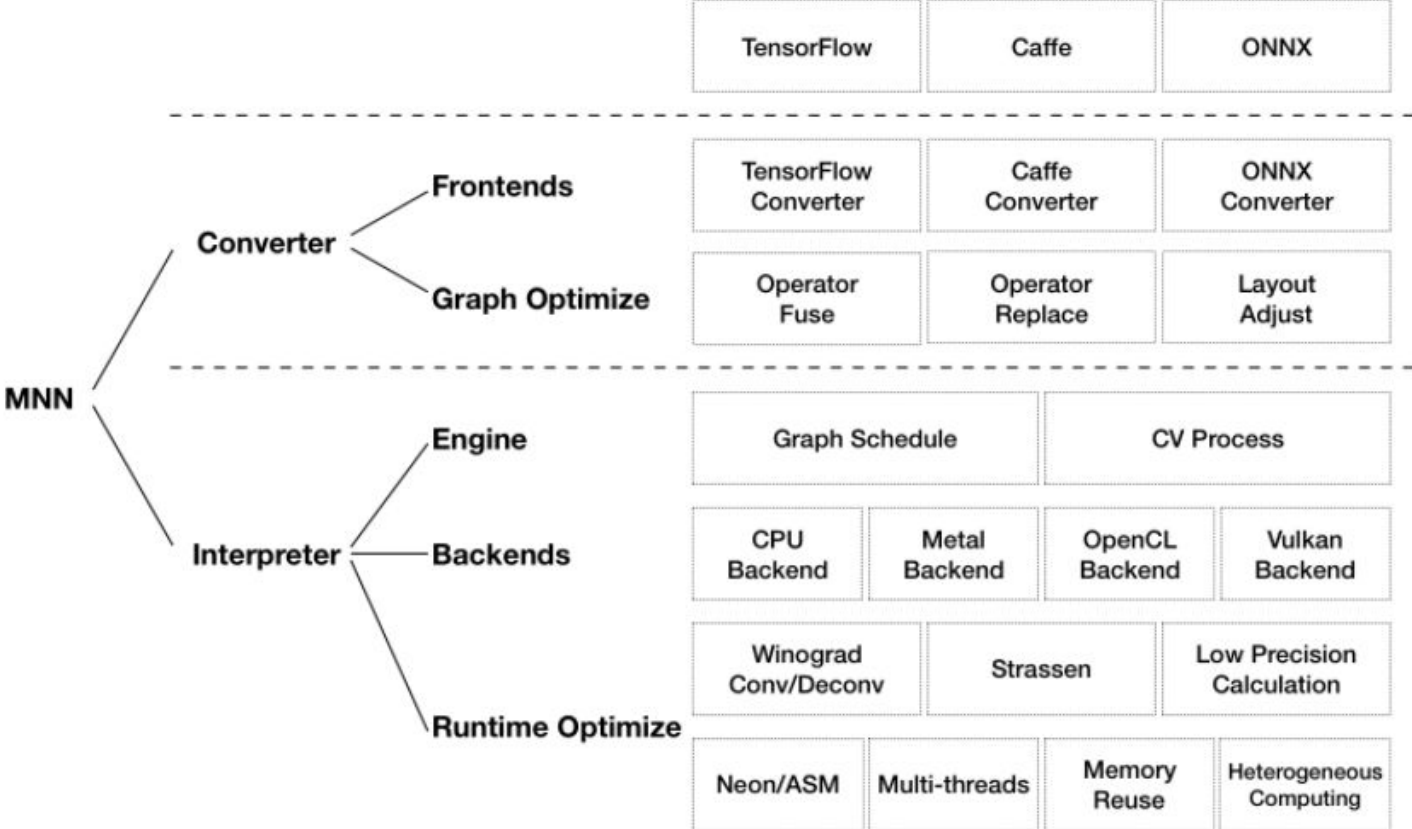 TensorFlow
Caffe
ONNX
Frontends
TensorFlow
Converter
Caffe
Converter
ONNX
Converter
Converter
Graph Optimize
Operator
Fuse
Operator
Replace
Layout
Adjust
MNN
Engine
Graph Schedule
CV Process
Interpreter
Backends
CPU
Backend
Metal
Backend
OpenCL
Backend
Vulkan
Backend
Runtime Optimize
Winograd
Conv/Deconv
Strassen
Low Precision
Calculation
Neon/ASM
Multi-threads
Memory
Reuse
Heterogeneous
Computing